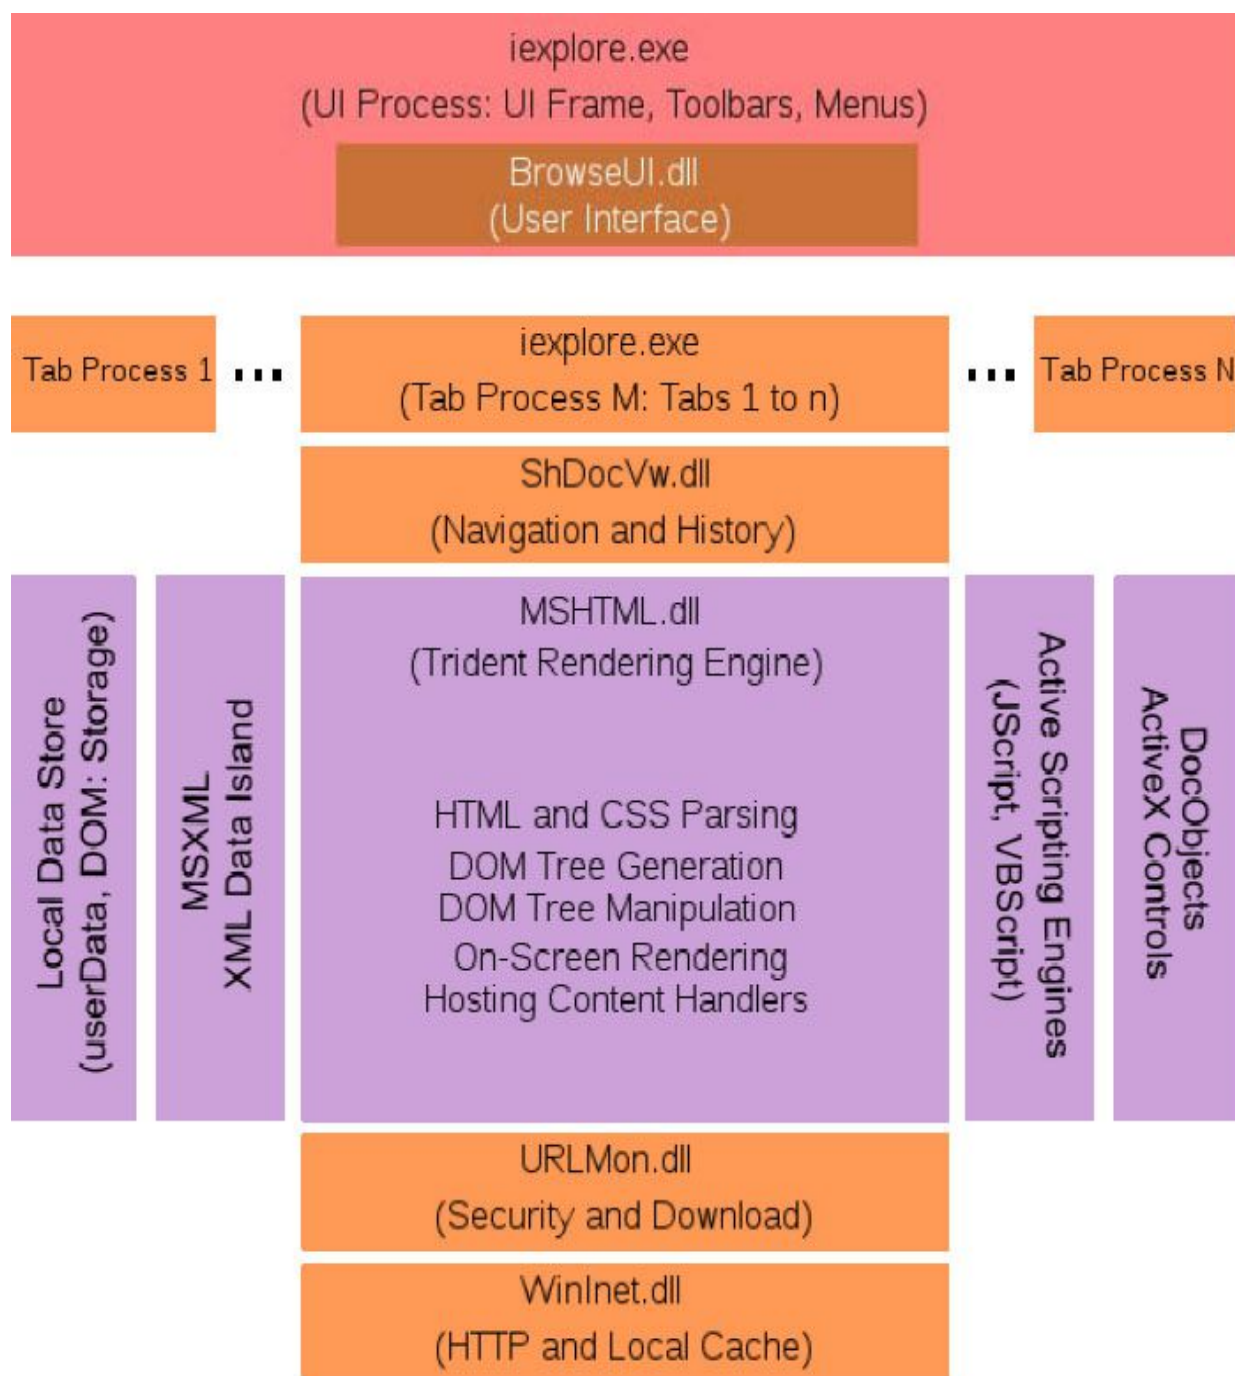 iexplore.exe
(UI Process: UI Frame, Toolbars, Menus)
BrowseUI.dll
(User Interface)
Tab Process 1
iexplore.exe
(Tab Process M: Tabs 1 to n)
Tab Process N
ShDocVw.dll
(Navigation and History)
Local Data Store
(userData, DOM: Storage)
MSXML
XML Data Island
MSHTML.dll
(Trident Rendering Engine)
HTML and CSS Parsing
DOM Tree Generation
DOM Tree Manipulation
On-Screen Rendering
Hosting Content Handlers
Active Scripting Engines
(JScript, VBScript)
DocObjects
ActiveX Controls
URLMon.dll
(Security and Download)
WinInet.dll
(HTTP and Local Cache)